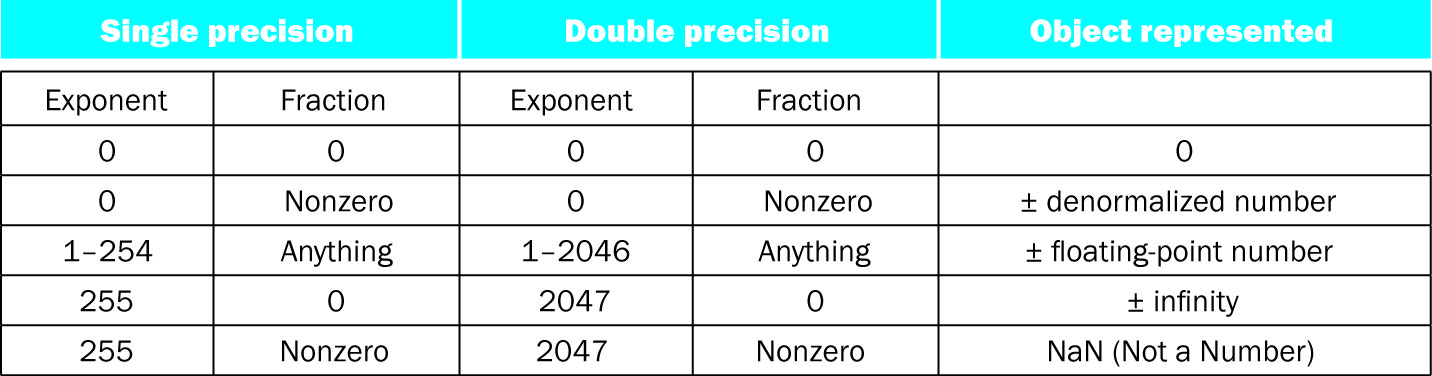 Single precision Double precision Object represented
Exponent Fraction Exponent Fraction
0 0 0 0 0
0 Nonzero 0 Nonzero ± denormalized number
1–254 Anything 1–2046 Anything ± floating-point number
255 0 2047 0 ± infinity
255 Nonzero 2047 Nonzero NaN (Not a Number)